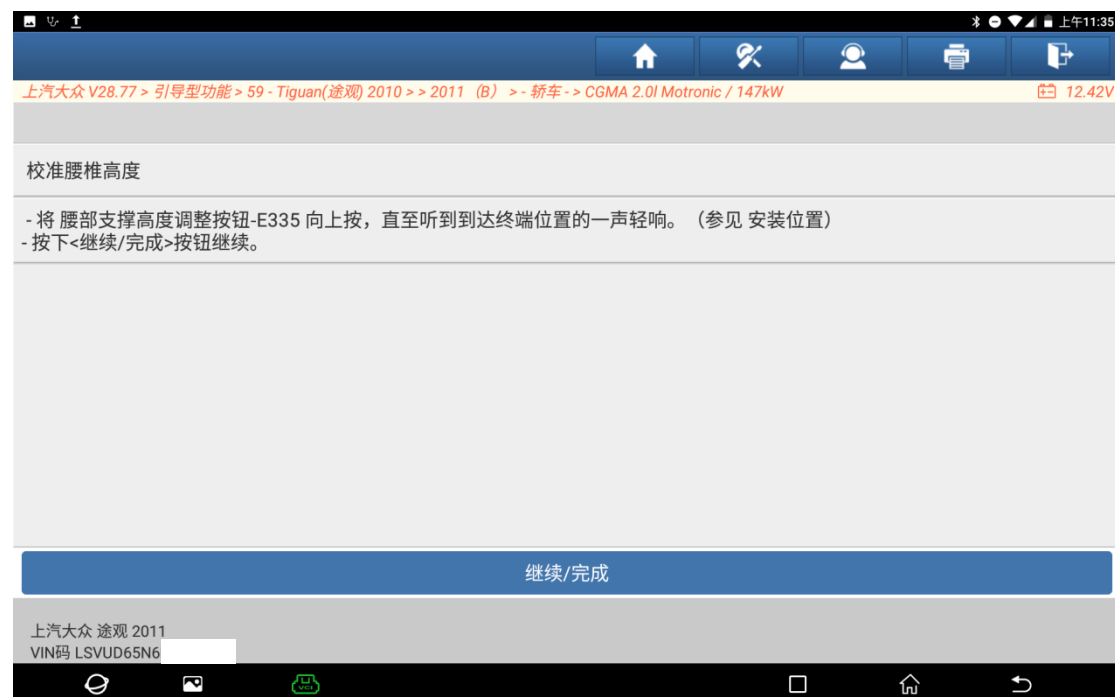 上午11:35
上汽大众 V28.77 > 引导型功能 > 59 - Tiguan(途观) 2010 > > 2011 （B） > - 轿车 - > CGMA 2.0l Motronic / 147kW 12.42V
校准腰椎高度
- 将 腰部支撑高度调整按钮-E335 向上按，直至听到到达终端位置的一声轻响。（参见 安装位置）
- 按下<继续/完成>按钮继续。
继续/完成
上汽大众 途观 2011
VIN码 LSVUD65N6
VCI